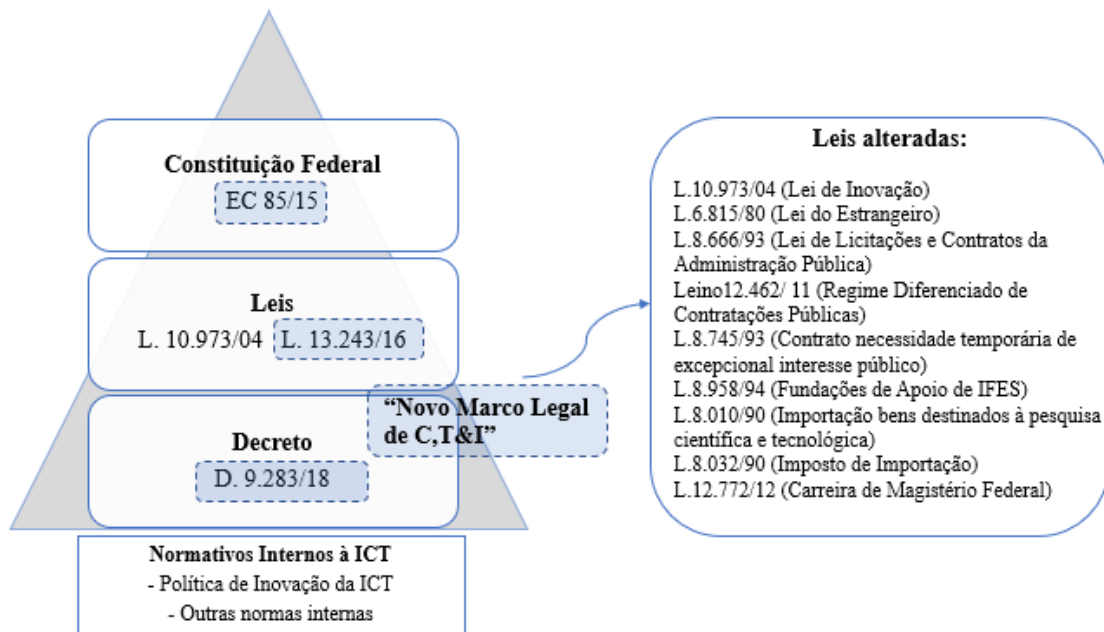 Constituição Federal
EC 85/15
Leis
L. 10.973/04 L. 13.243/16
“Novo Marco Legal
de C,T&I”
Decreto
D. 9.283/18
Normativos Internos à ICT
- Política de Inovação da ICT
- Outras normas internas
Leis alteradas:
L.10.973/04 (Lei de Inovação)
L.6.815/80 (Lei do Estrangeiro)
L.8.666/93 (Lei de Licitações e Contratos da
Administração Pública)
Leino12.462/ 11 (Regime Diferenciado de
Contratações Públicas)
L.8.745/93 (Contrato necessidade temporária de
excepcional interesse público)
L.8.958/94 (Fundações de Apoio de IFES)
L.8.010/90 (Importação bens destinados à pesquisa
científica e tecnológica)
L.8.032/90 (Imposto de Importação)
L.12.772/12 (Carreira de Magistério Federal)